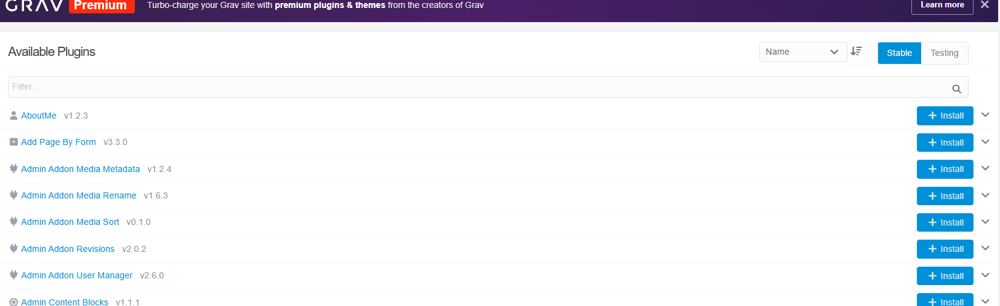 GRAV Premium Turbo-charge your Grav site with premium plugins & themes from the creators of Grav Learn more
Available Plugins Name Stable Testing
Filter...
AboutMe v1.2.3 Install
Add Page By Form v3.3.0 Install
Admin Addon Media Metadata v1.2.4 Install
Admin Addon Media Rename v1.6.3 Install
Admin Addon Media Sort v0.1.0 Install
Admin Addon Revisions v2.0.2 Install
Admin Addon User Manager v2.6.0 Install
Admin Content Blocks v1.1.1 Install